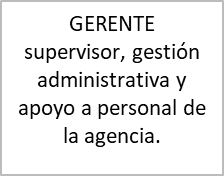 GERENTE
supervisor, gestión
administrativa y
apoyo a personal de
la agencia.